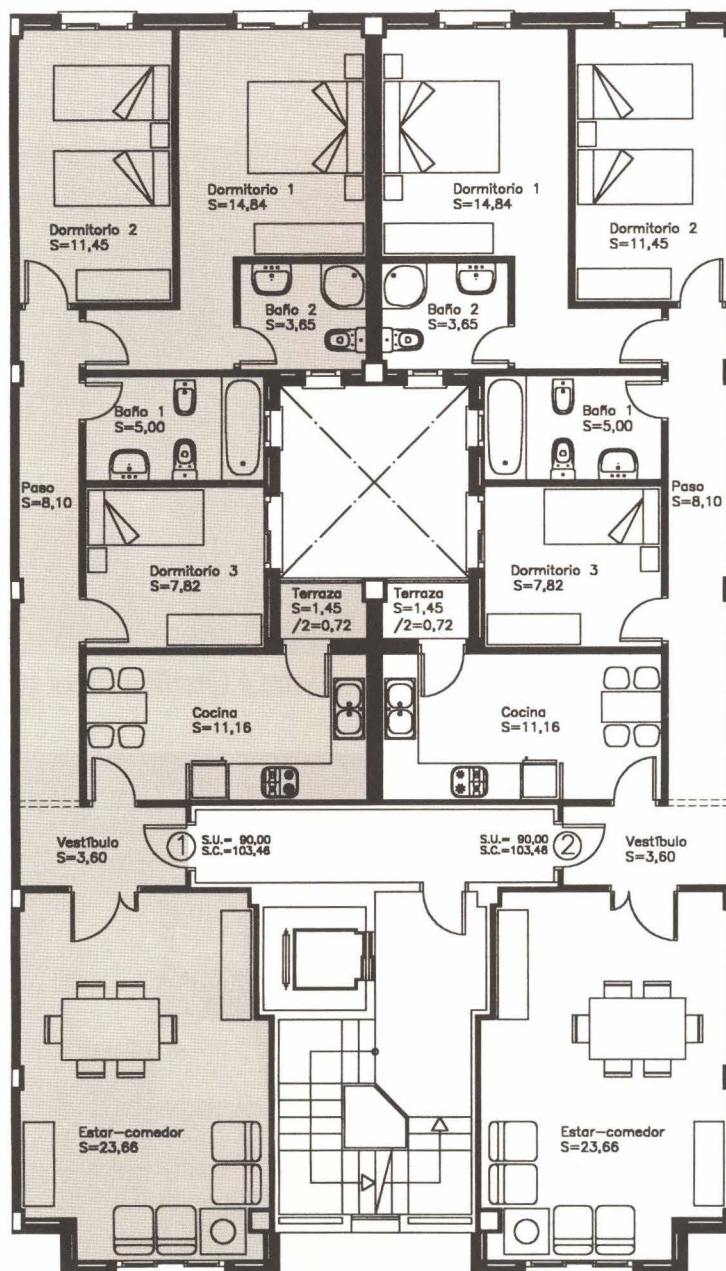 Dormitorio 1
S=14,84
Dormitorio 1
S=14,84
Dormitorio 2
S=11,45
Dormitorio 2
S=11,45
Baño 2
S=3,65
Baño 2
S=3,65
Baño 1
S=5,00
Baño 1
S=5,00
Paso
S=8,10
Paso
S=8,10
Dormitorio 3
S=7,82
Terraza
S=1,45
/2=0,72
Terraza
S=1,45
/2=0,72
Dormitorio 3
S=7,82
Cocina
S=11,16
Cocina
S=11,16
Vestíbulo
S=3,60
1
S.U.= 90,00
S.C.=103,46
S.U.= 90,00
S.C.=103,46
2
Vestíbulo
S=3,60
Estar-comedor
S=23,66
Estar-comedor
S=23,66